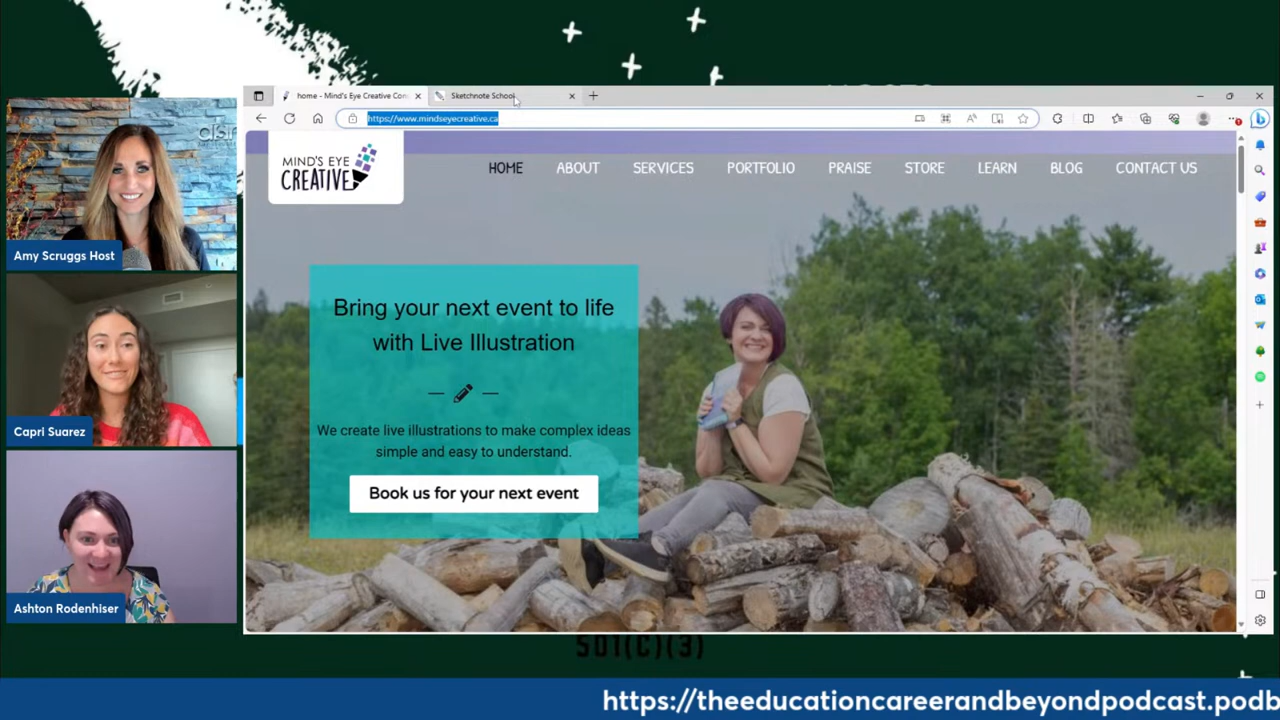 home - Mind's Eye Creative Con
Sketchnote School
https://www.mindseyecreative.ca
MIND'S EYE
CREATIVE
HOME ABOUT SERVICES PORTFOLIO PRAISE STORE LEARN BLOG CONTACT US
Amy Scruggs Host
Bring your next event to life
with Live Illustration
We create live illustrations to make complex ideas
simple and easy to understand.
Book us for your next event
Capri Suarez
Ashton Rodenhiser
501(C)(3)
https://theeducationcareerandbeyondpodcast.podb